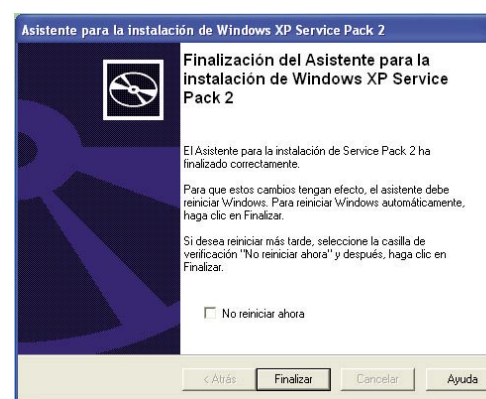 Asistente para la instalación de Windows XP Service Pack 2
Finalización del Asistente para la
instalación de Windows XP Service
Pack 2
El Asistente para la instalación de Service Pack 2 ha
finalizado correctamente.
Para que estos cambios tengan efecto, el asistente debe
reiniciar Windows. Para reiniciar Windows automáticamente,
haga clic en Finalizar.
Si desea reiniciar más tarde, seleccione la casilla de
verificación "No reiniciar ahora" y después, haga clic en
Finalizar.
No reiniciar ahora
< Atrás Finalizar Cancelar Ayuda